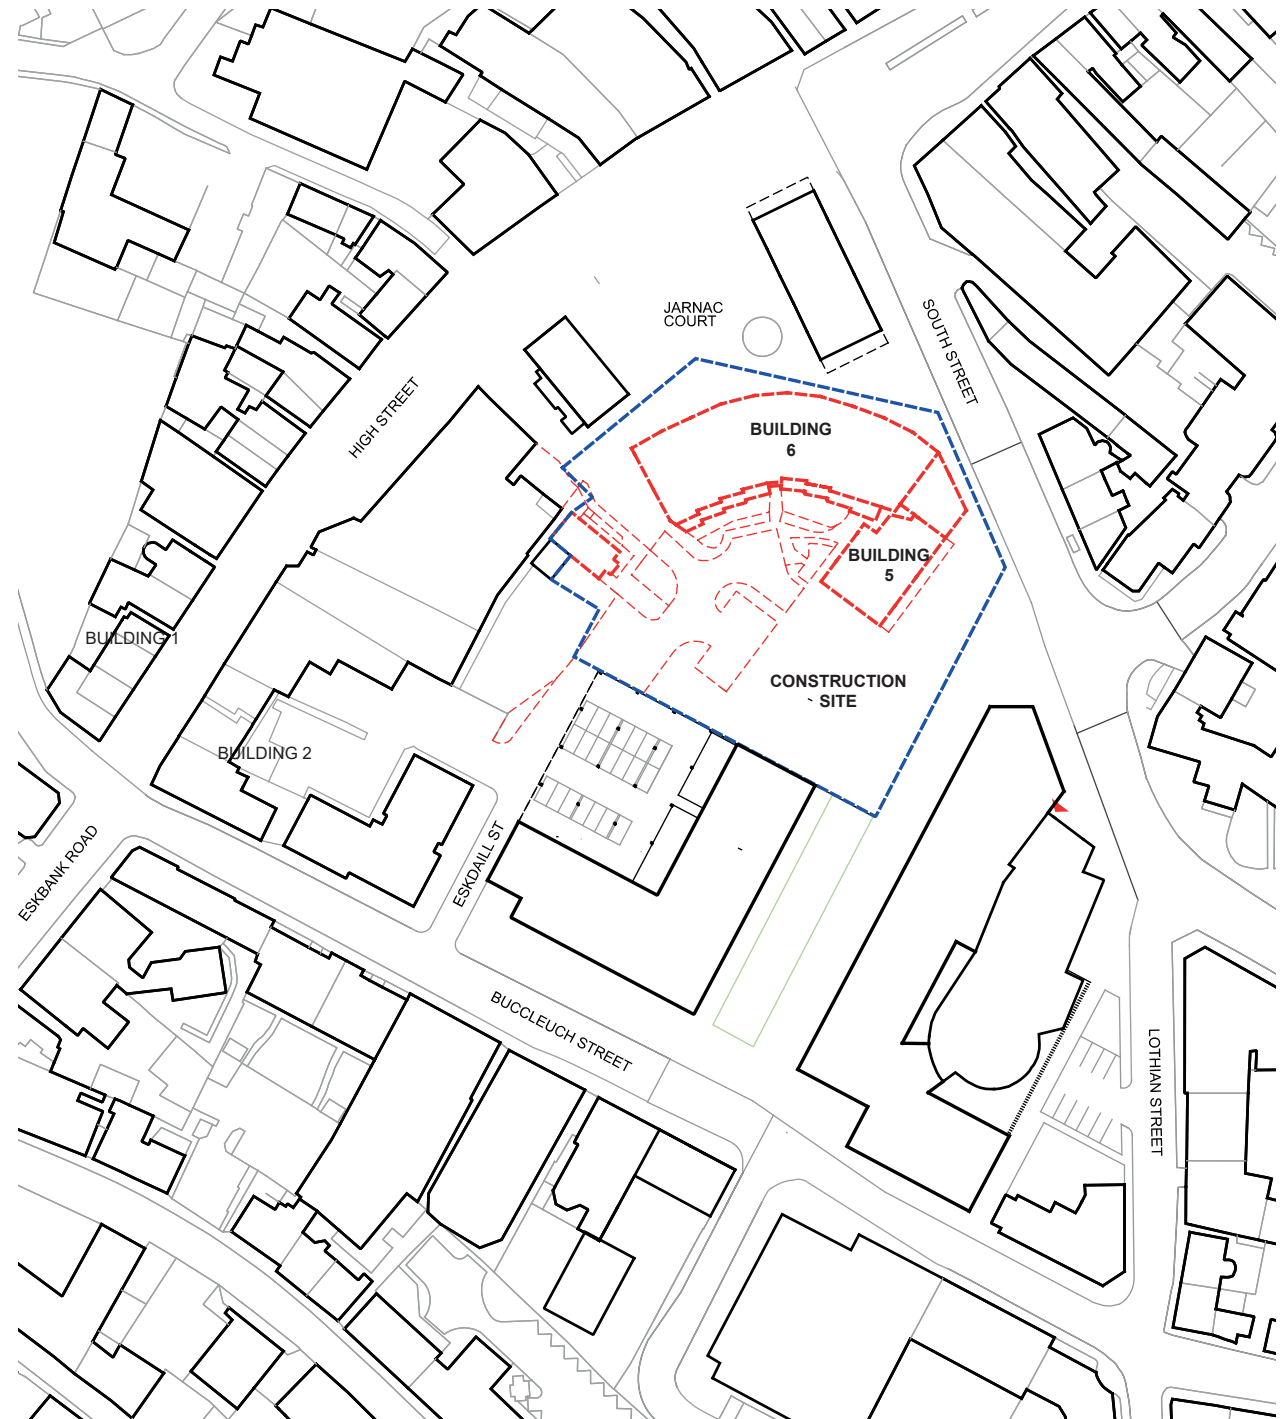 JARNAC
COURT
SOUTH STREET
HIGH STREET
BUILDING
6
BUILDING
5
BUILDING 1
CONSTRUCTION
SITE
BUILDING 2
ESKBANK ROAD
ESKDAILL ST
BUCCLEUCH STREET
LOTHIAN STREET